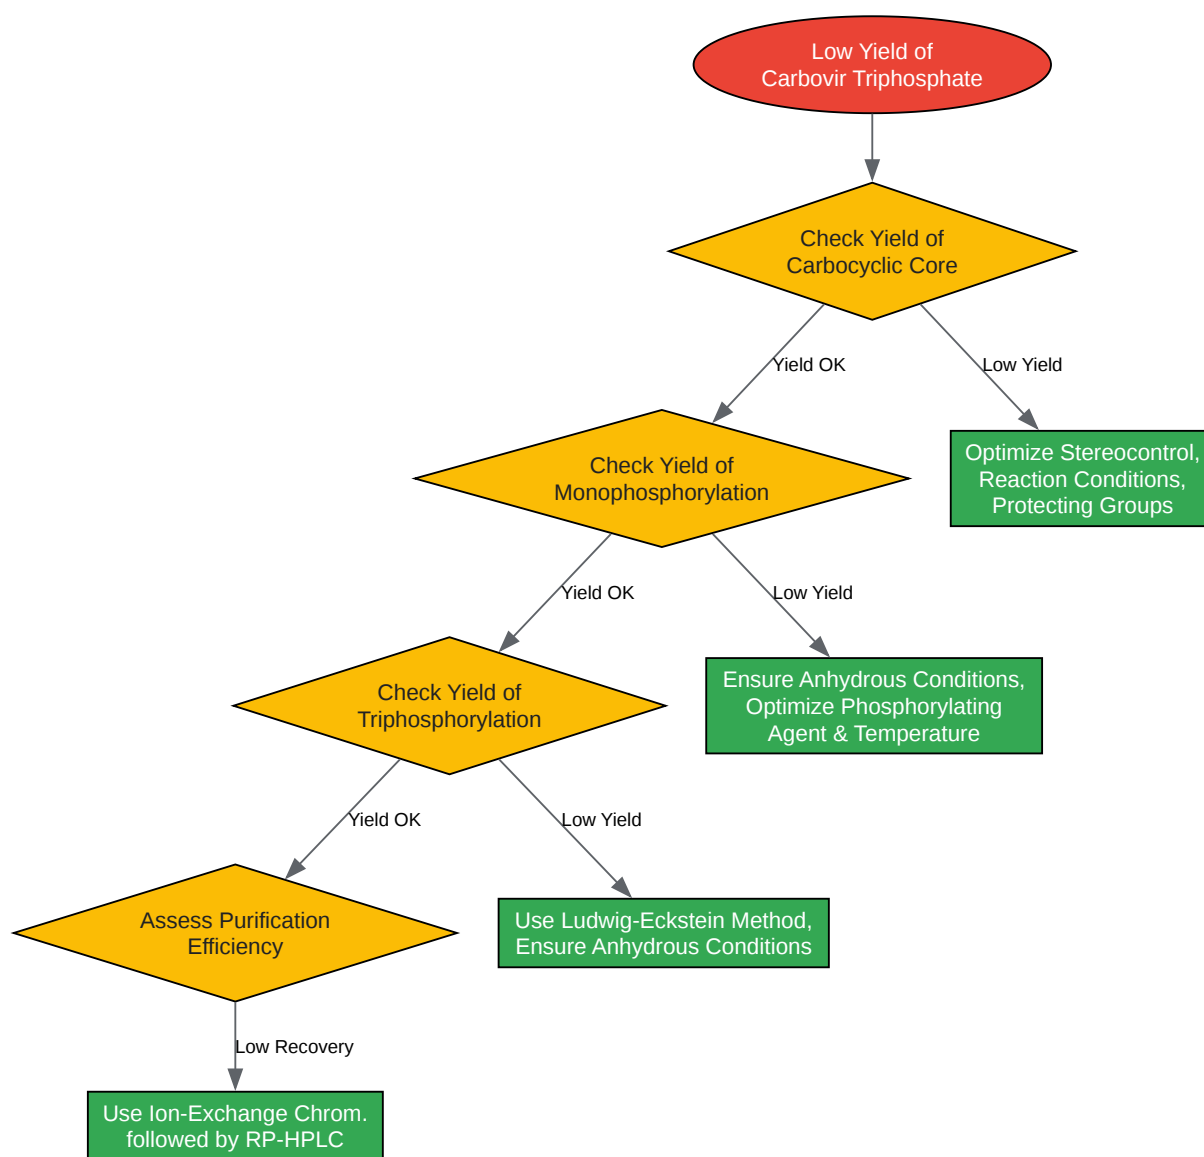 Low Yield of
Carbovir Triphosphate
Check Yield of
Carbocyclic Core
Yield OK
Low Yield
Check Yield of
Monophosphorylation
Optimize Stereocontrol,
Reaction Conditions,
Protecting Groups
Yield OK
Low Yield
Check Yield of
Triphosphorylation
Ensure Anhydrous Conditions,
Optimize Phosphorylating
Agent & Temperature
Yield OK
Low Yield
Assess Purification
Efficiency
Use Ludwig-Eckstein Method,
Ensure Anhydrous Conditions
Low Recovery
Use Ion-Exchange Chrom.
followed by RP-HPLC